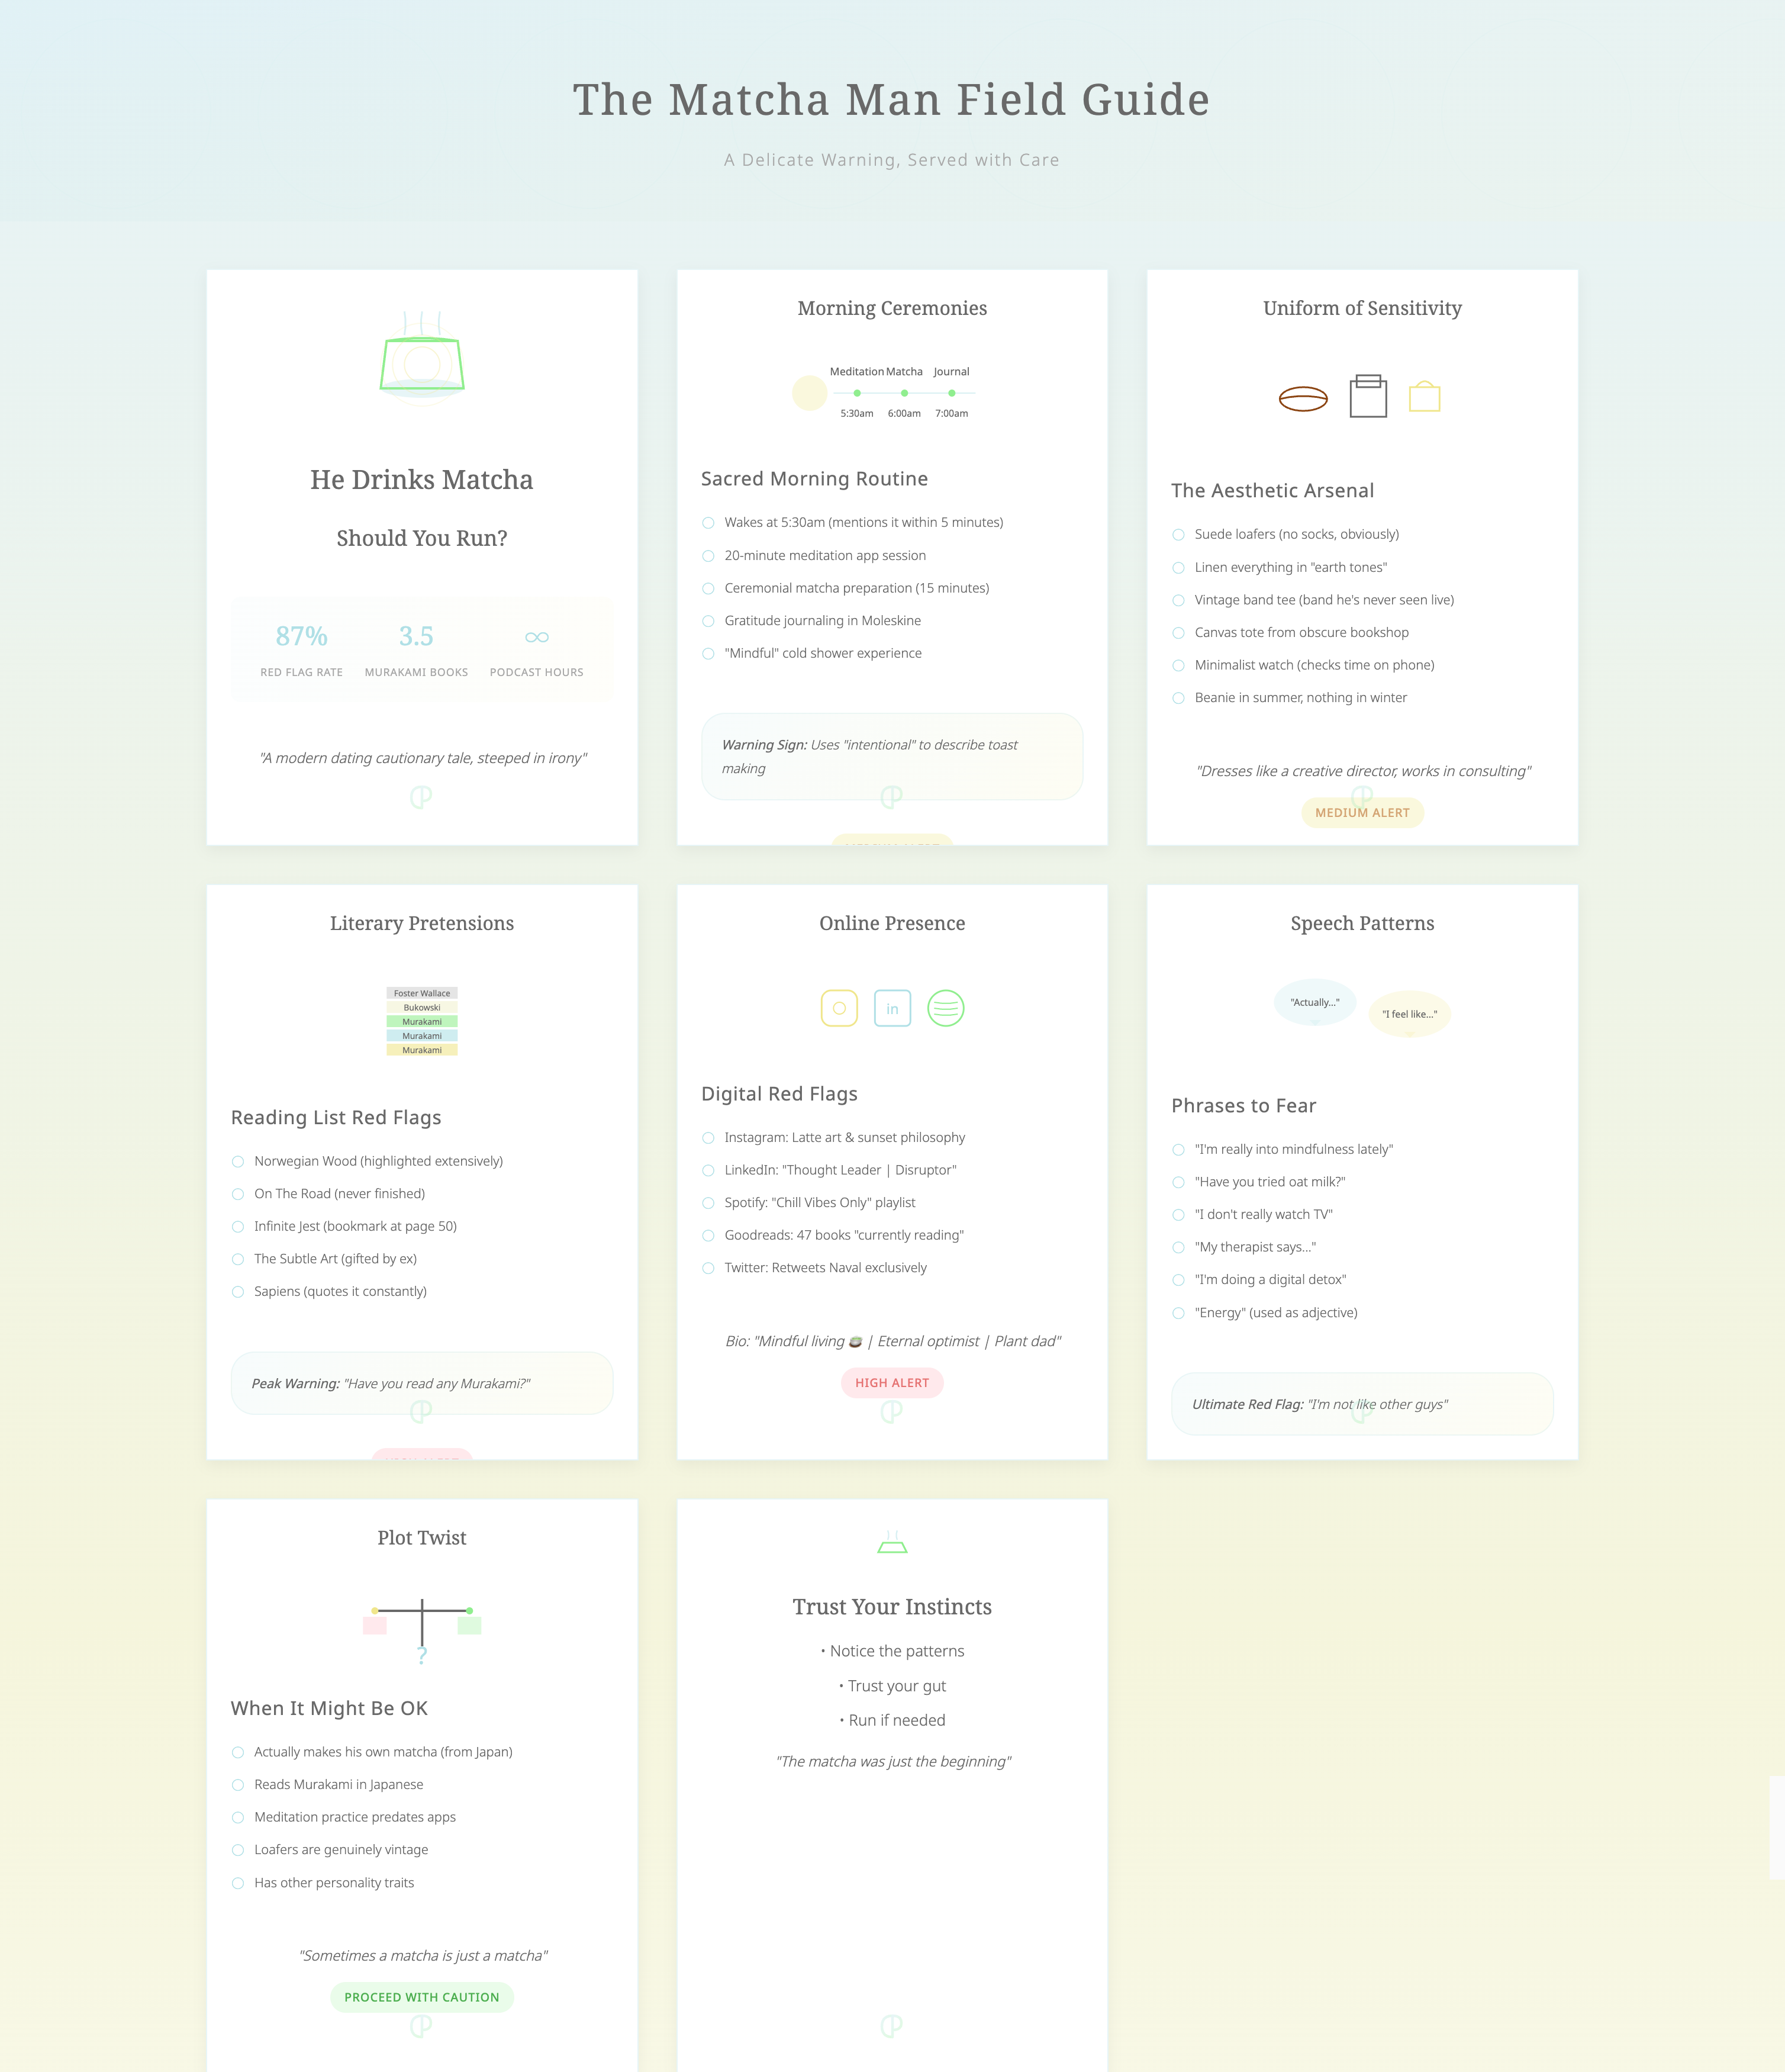 The Matcha Man Field Guide
A Delicate Warning, Served with Care
He Drinks Matcha
Should You Run?
87%
3.5
∞
RED FLAG RATE
MURAKAMI BOOKS
PODCAST HOURS
"A modern dating cautionary tale, steeped in irony"
Morning Ceremonies
Meditation Matcha Journal
5:30am 6:00am 7:00am
Sacred Morning Routine
Wakes at 5:30am (mentions it within 5 minutes)
20-minute meditation app session
Ceremonial matcha preparation (15 minutes)
Gratitude journaling in Moleskine
"Mindful" cold shower experience
Warning Sign: Uses "intentional" to describe toast
making
Uniform of Sensitivity
The Aesthetic Arsenal
Suede loafers (no socks, obviously)
Linen everything in "earth tones"
Vintage band tee (band he's never seen live)
Canvas tote from obscure bookshop
Minimalist watch (checks time on phone)
Beanie in summer, nothing in winter
"Dresses like a creative director, works in consulting"
MEDIUM ALERT
Literary Pretensions
Foster Wallace
Bukowski
Murakami
Murakami
Murakami
Reading List Red Flags
Norwegian Wood (highlighted extensively)
On The Road (never finished)
Infinite Jest (bookmark at page 50)
The Subtle Art (gifted by ex)
Sapiens (quotes it constantly)
Peak Warning: "Have you read any Murakami?"
Online Presence
in
Digital Red Flags
Instagram: Latte art & sunset philosophy
LinkedIn: "Thought Leader | Disruptor"
Spotify: "Chill Vibes Only" playlist
Goodreads: 47 books "currently reading"
Twitter: Retweets Naval exclusively
Bio: "Mindful living 🍵 | Eternal optimist | Plant dad"
HIGH ALERT
Speech Patterns
"Actually..."
"I feel like..."
Phrases to Fear
"I'm really into mindfulness lately"
"Have you tried oat milk?"
"I don't really watch TV"
"My therapist says..."
"I'm doing a digital detox"
"Energy" (used as adjective)
Ultimate Red Flag: "I'm not like other guys"
Plot Twist
?
When It Might Be OK
Actually makes his own matcha (from Japan)
Reads Murakami in Japanese
Meditation practice predates apps
Loafers are genuinely vintage
Has other personality traits
"Sometimes a matcha is just a matcha"
PROCEED WITH CAUTION
Trust Your Instincts
• Notice the patterns
• Trust your gut
• Run if needed
"The matcha was just the beginning"